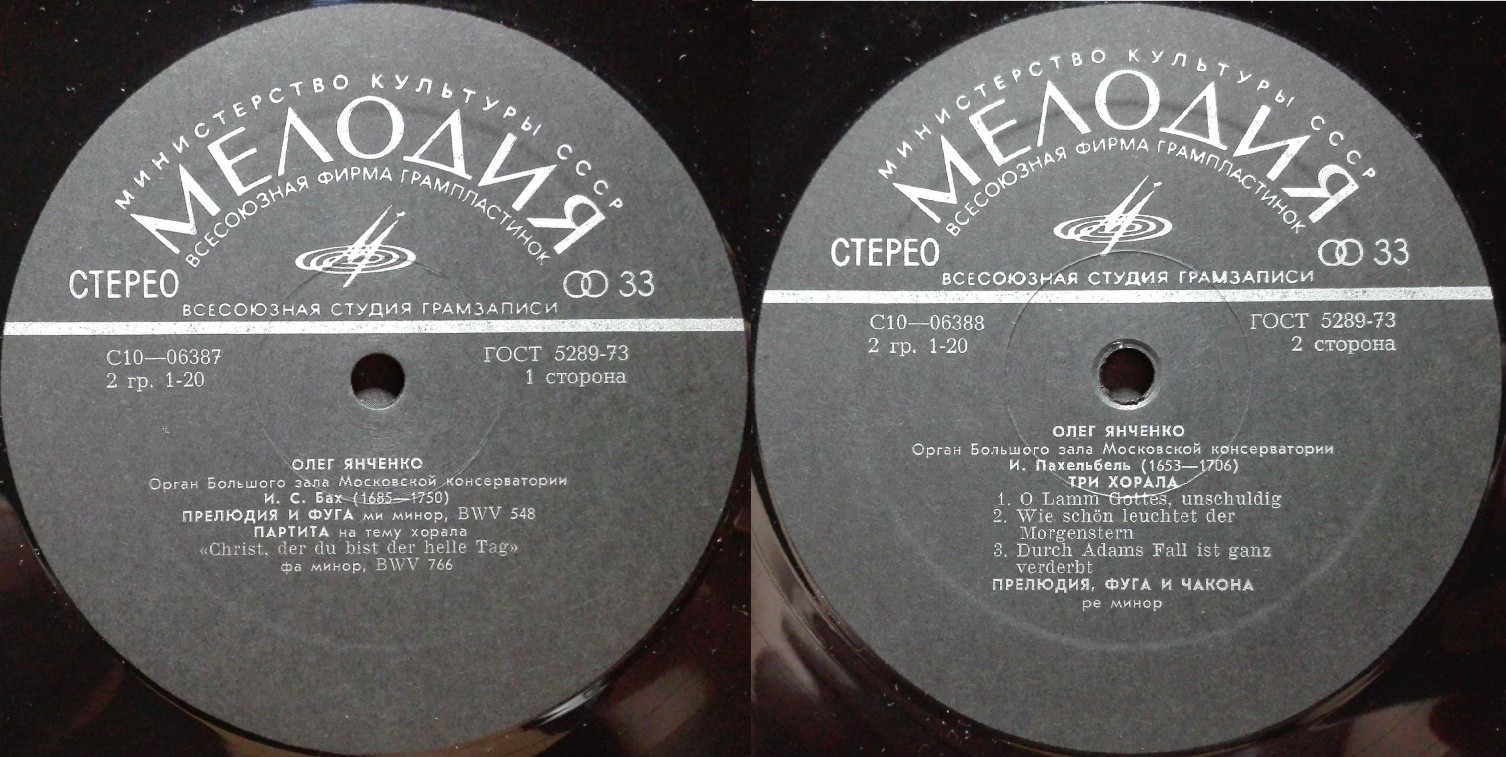 МИНИСТЕРСТВО КУЛЬТУРЫ СССР
МЕЛОДИЯ
ВСЕСОЮЗНАЯ ФИРМА ГРАМПЛАСТИНОК
СТЕРЕО
33
ВСЕСОЮЗНАЯ СТУДИЯ ГРАМЗАПИСИ
С10—06387
ГОСТ 5289-73
2 гр. 1-20
1 сторона
ОЛЕГ ЯНЧЕНКО
Орган Большого зала Московской консерватории
И. С. Бах (1685—1750)
ПРЕЛЮДИЯ И ФУГА ми минор, BWV 548
ПАРТИТА на тему хорала
«Christ, der du bist der helle Tag»
фа минор, BWV 766
МИНИСТЕРСТВО КУЛЬТУРЫ СССР
МЕЛОДИЯ
ВСЕСОЮЗНАЯ ФИРМА ГРАМПЛАСТИНОК
СТЕРЕО
33
ВСЕСОЮЗНАЯ СТУДИЯ ГРАМЗАПИСИ
С10—06388
ГОСТ 5289-73
2 гр. 1-20
2 сторона
ОЛЕГ ЯНЧЕНКО
Орган Большого зала Московской консерватории
И. Пахельбель (1653—1706)
ТРИ ХОРАЛА
1. O Lamm Gottes, unschuldig
2. Wie schön leuchtet der
Morgenstern
3. Durch Adams Fall ist ganz
verderbt
ПРЕЛЮДИЯ, ФУГА И ЧАКОНА
ре минор